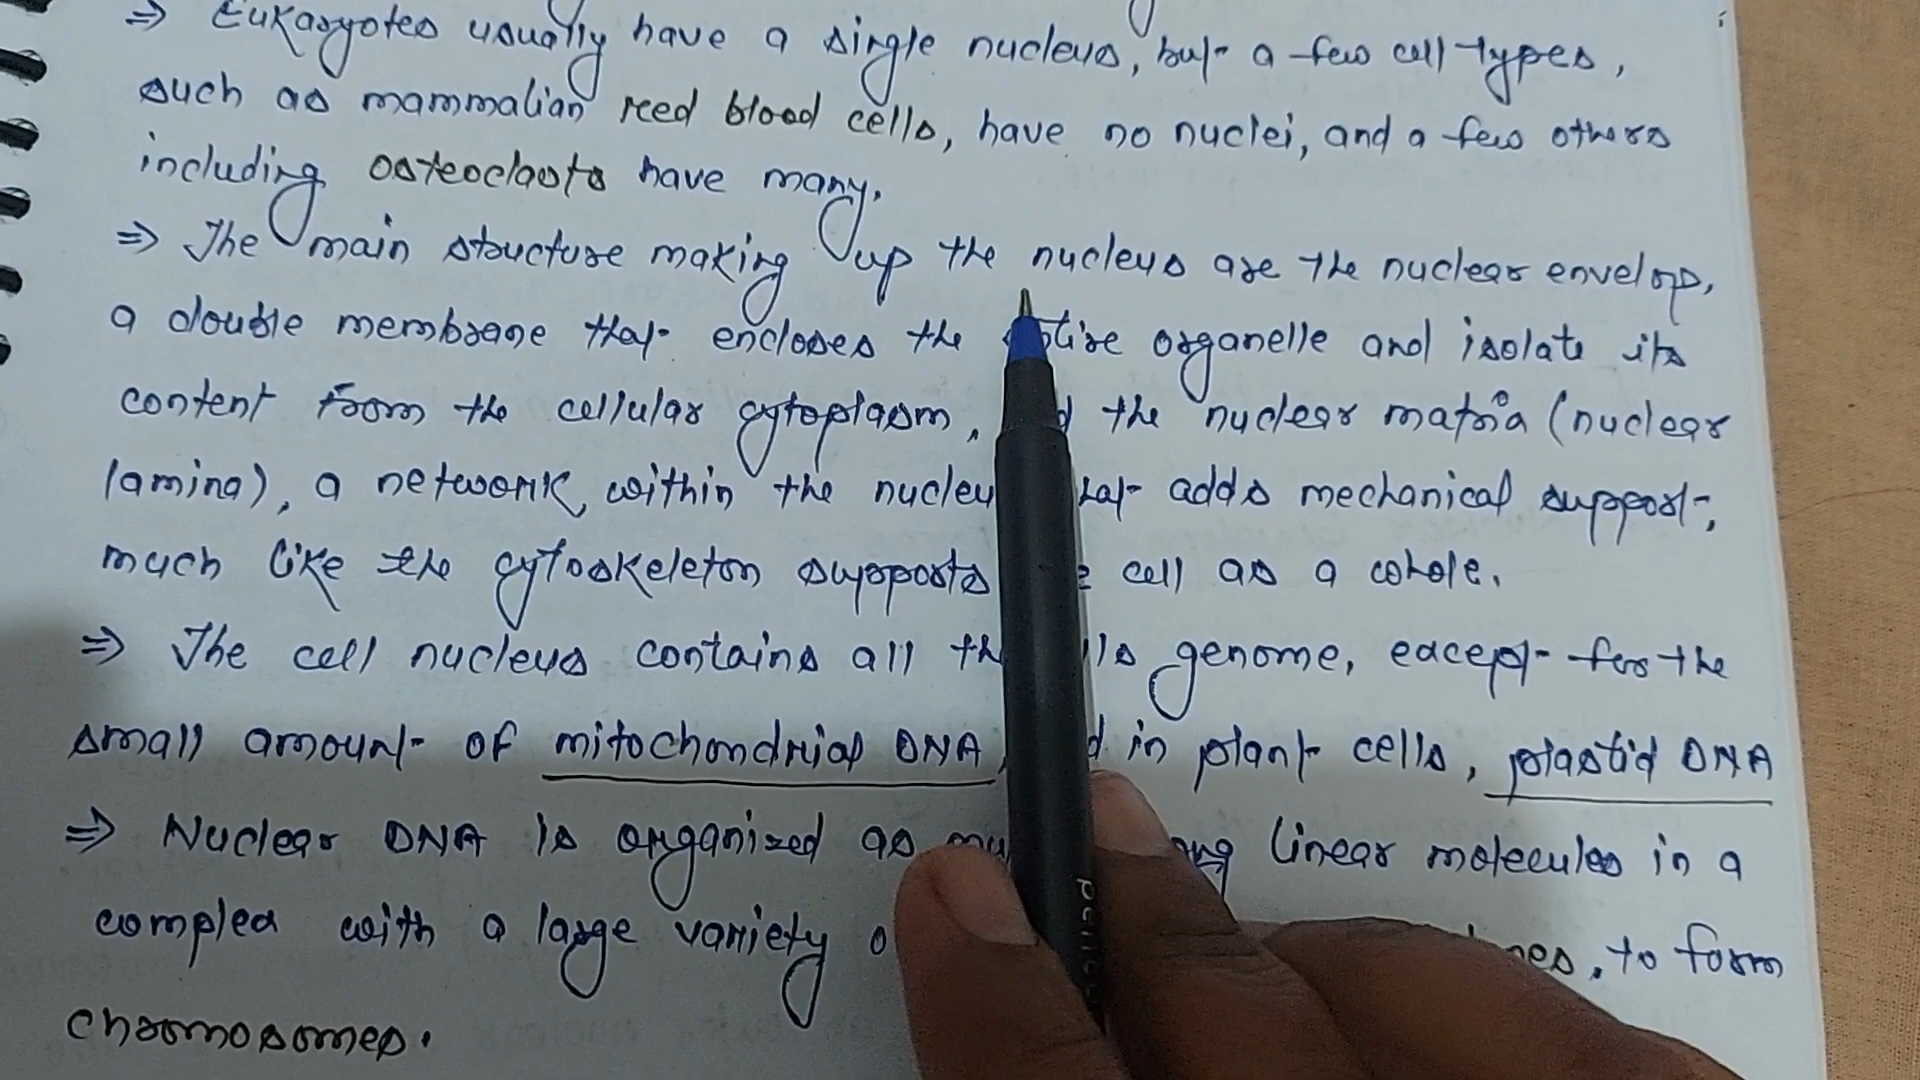 ⇒ Eukaryotes usually have a single nucleus, but a few cell types,
such as mammalian red blood cells, have no nuclei, and a few others
including osteoclasts have many.
⇒ The main structure making up the nucleus are the nuclear envelop,
a double membrane that encloses the entire organelle and isolate its
content from the cellular cytoplasm, the nuclear matrix (nuclear
lamina), a network within the nucleus that adds mechanical support,
much like the cytoskeleton supports cell as a whole.
⇒ The cell nucleus contains all genome, except for the
small amount of mitochondrial DNA in plant cells, plastid DNA
⇒ Nuclear DNA is organized as linear molecules in a
complex with a large variety to form
chromosomes.